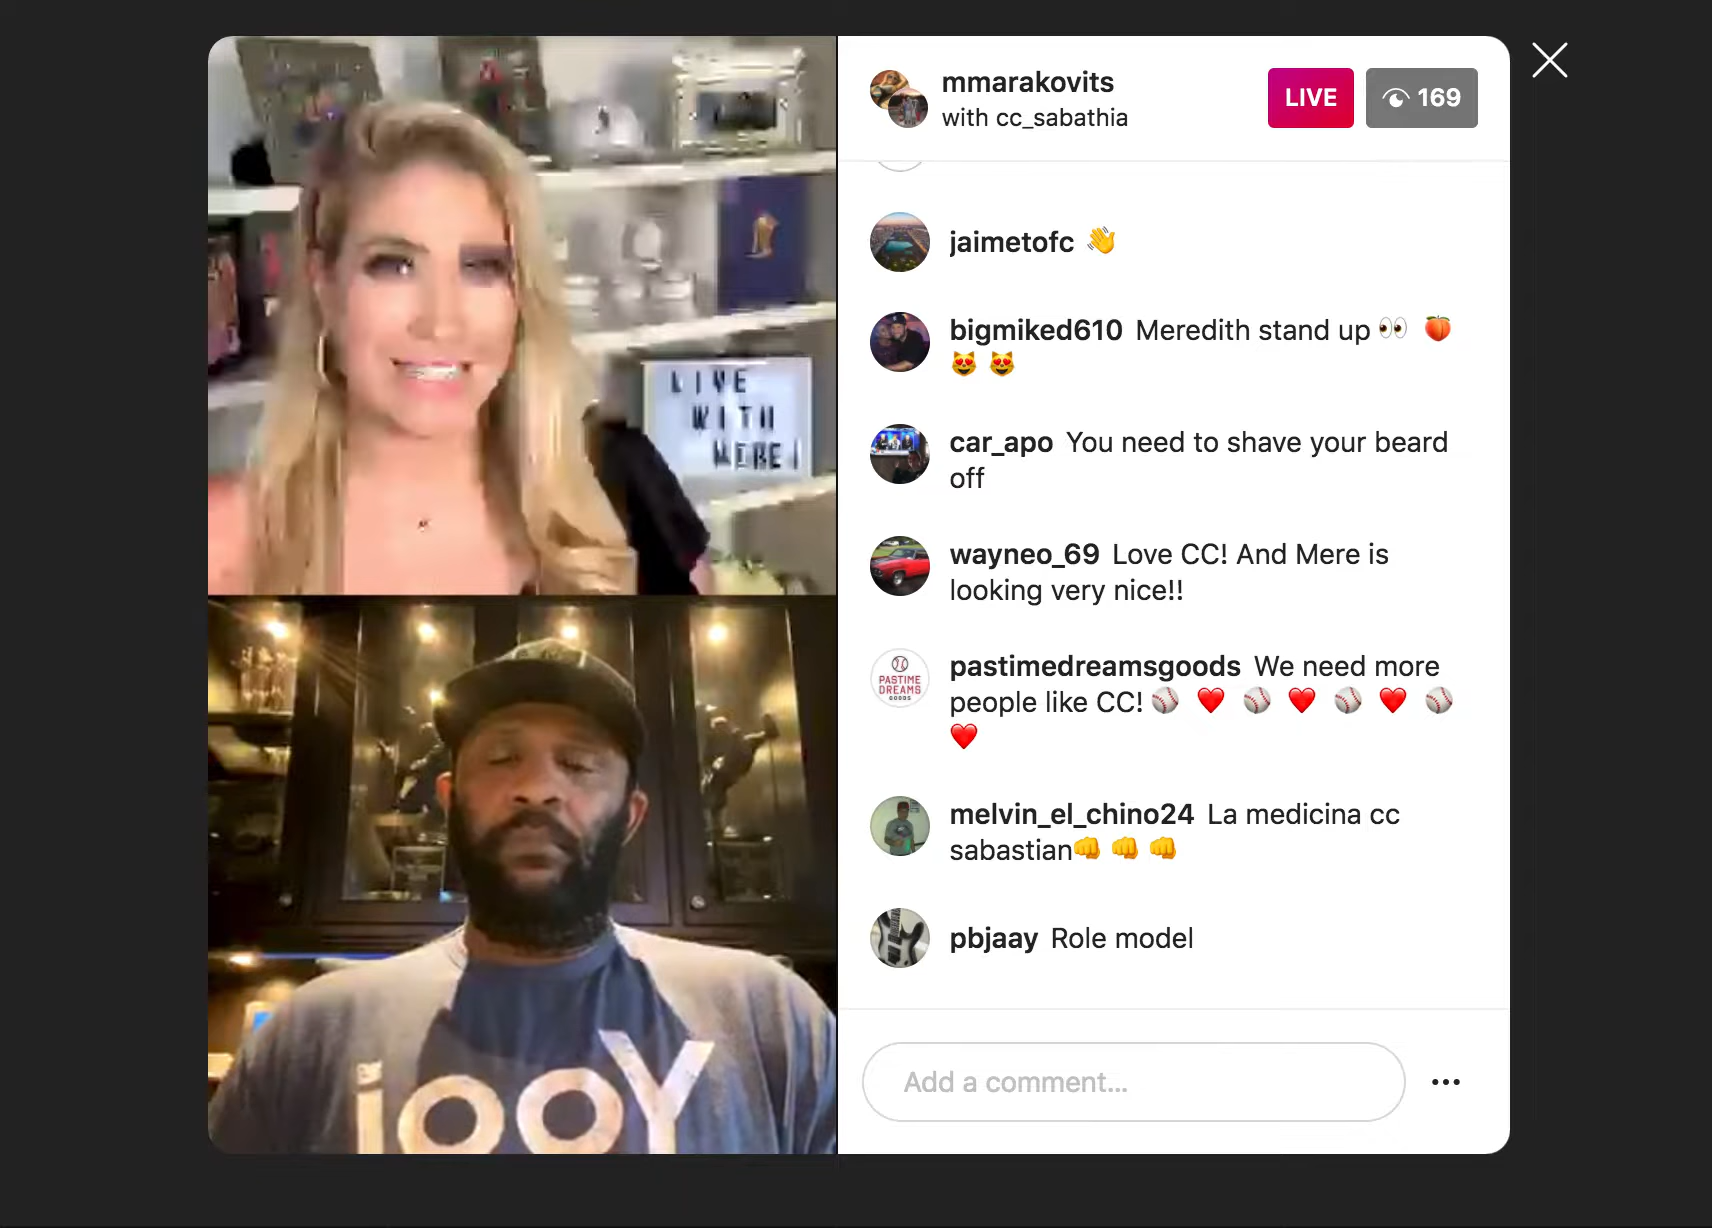 LIVE
WITH
MERE!
iooY
mmarakovits
with cc_sabathia
LIVE
169
jaimetofc 👋
bigmiked610 Meredith stand up 👀 🍑
😻 😻
car_apo You need to shave your beard
off
wayneo_69 Love CC! And Mere is
looking very nice!!
PASTIME
DREAMS
GOODS
pastimedreamsgoods We need more
people like CC! ⚾ ❤️ ⚾ ❤️ ⚾ ❤️ ⚾
❤️
melvin_el_chino24 La medicina cc
sabastian👊 👊 👊
pbjaay Role model
Add a comment...